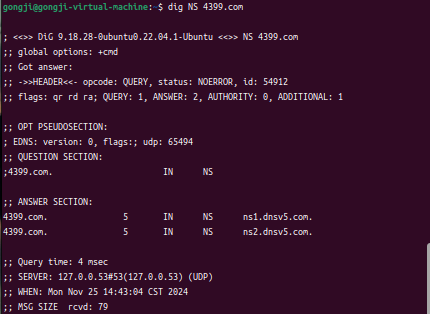 gongji@gongji-virtual-machine:~$ dig NS 4399.com
; <<>> DiG 9.18.28-0ubuntu0.22.04.1-Ubuntu <<>> NS 4399.com
;; global options: +cmd
;; Got answer:
;; ->>HEADER<<- opcode: QUERY, status: NOERROR, id: 54912
;; flags: qr rd ra; QUERY: 1, ANSWER: 2, AUTHORITY: 0, ADDITIONAL: 1
;; OPT PSEUDOSECTION:
; EDNS: version: 0, flags:; udp: 65494
;; QUESTION SECTION:
;4399.com. IN NS
;; ANSWER SECTION:
4399.com. 5 IN NS ns1.dnsv5.com.
4399.com. 5 IN NS ns2.dnsv5.com.
;; Query time: 4 msec
;; SERVER: 127.0.0.53#53(127.0.0.53) (UDP)
;; WHEN: Mon Nov 25 14:43:04 CST 2024
;; MSG SIZE rcvd: 79